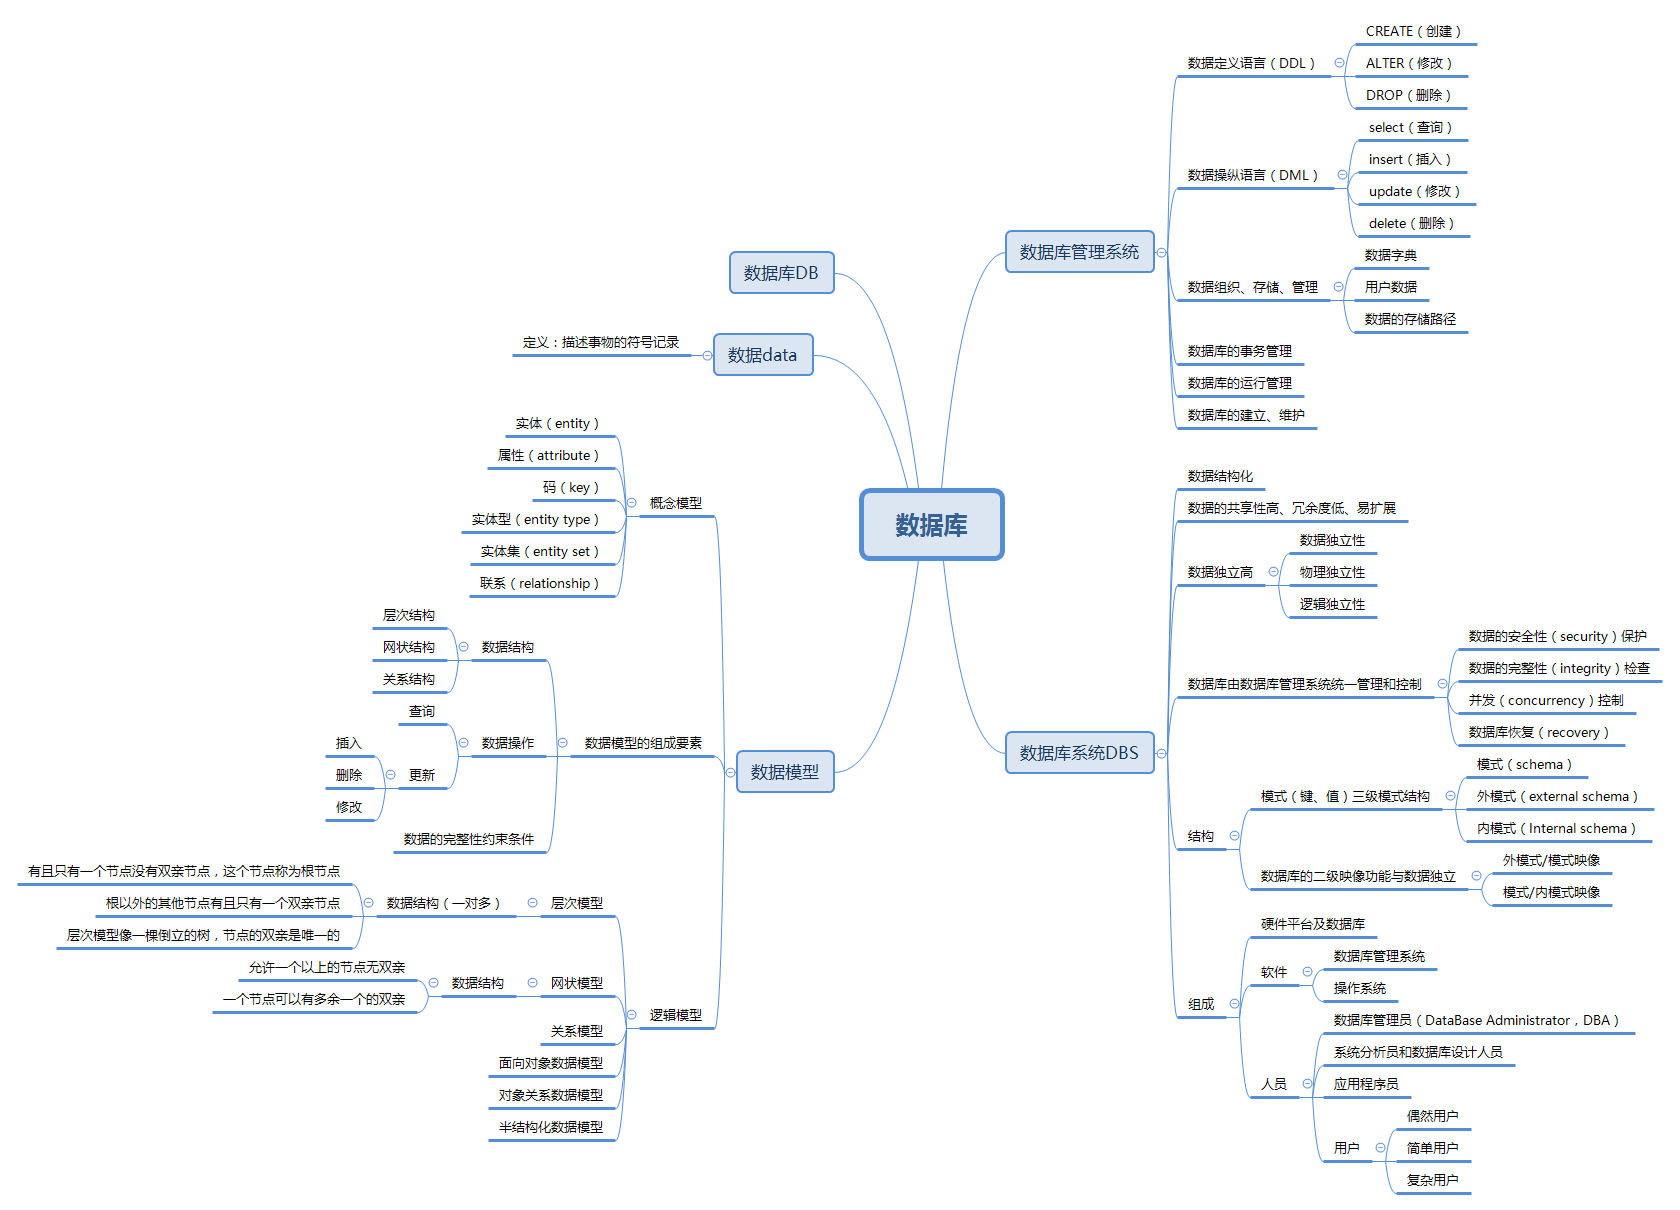 数据库
数据库管理系统
数据定义语言（DDL）
CREATE（创建）
ALTER（修改）
DROP（删除）
数据操纵语言（DML）
select（查询）
insert（插入）
update（修改）
delete（删除）
数据组织、存储、管理
数据字典
用户数据
数据的存储路径
数据库的事务管理
数据库的运行管理
数据库的建立、维护
数据库系统DBS
数据结构化
数据的共享性高、冗余度低、易扩展
数据独立高
数据独立性
物理独立性
逻辑独立性
数据库由数据库管理系统统一管理和控制
数据的安全性（security）保护
数据的完整性（integrity）检查
并发（concurrency）控制
数据库恢复（recovery）
结构
模式（键、值）三级模式结构
模式（schema）
外模式（external schema）
内模式（Internal schema）
数据库的二级映像功能与数据独立
外模式/模式映像
模式/内模式映像
组成
硬件平台及数据库
软件
数据库管理系统
操作系统
人员
数据库管理员（DataBase Administrator，DBA）
系统分析员和数据库设计人员
应用程序员
用户
偶然用户
简单用户
复杂用户
数据库DB
数据data
定义：描述事物的符号记录
数据模型
概念模型
实体（entity）
属性（attribute）
码（key）
实体型（entity type）
实体集（entity set）
联系（relationship）
数据模型的组成要素
数据结构
层次结构
网状结构
关系结构
数据操作
查询
更新
插入
删除
修改
数据的完整性约束条件
逻辑模型
层次模型
数据结构（一对多）
有且只有一个节点没有双亲节点，这个节点称为根节点
根以外的其他节点有且只有一个双亲节点
层次模型像一棵倒立的树，节点的双亲是唯一的
网状模型
数据结构
允许一个以上的节点无双亲
一个节点可以有多余一个的双亲
关系模型
面向对象数据模型
对象关系数据模型
半结构化数据模型